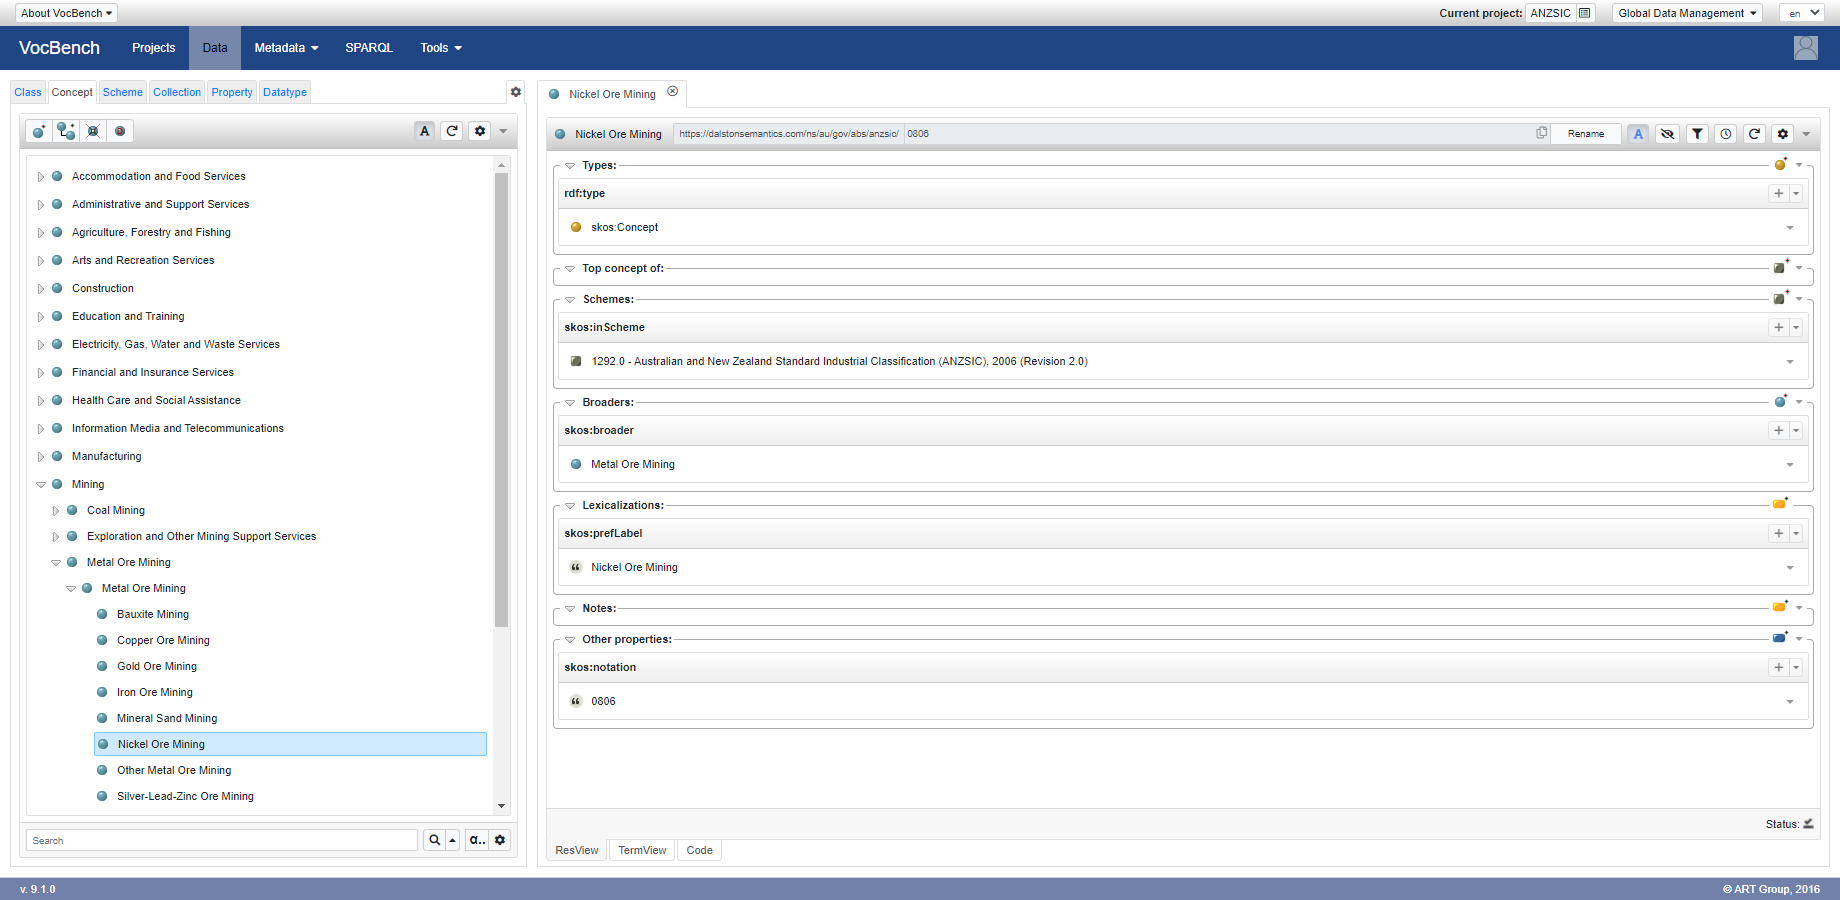 About VocBench
Current project: ANZSIC
Global Data Management
en
VocBench
Projects
Data
Metadata
SPARQL
Tools
Class
Concept
Scheme
Collection
Property
Datatype
A
Accommodation and Food Services
Administrative and Support Services
Agriculture, Forestry and Fishing
Arts and Recreation Services
Construction
Education and Training
Electricity, Gas, Water and Waste Services
Financial and Insurance Services
Health Care and Social Assistance
Information Media and Telecommunications
Manufacturing
Mining
Coal Mining
Exploration and Other Mining Support Services
Metal Ore Mining
Metal Ore Mining
Bauxite Mining
Copper Ore Mining
Gold Ore Mining
Iron Ore Mining
Mineral Sand Mining
Nickel Ore Mining
Other Metal Ore Mining
Silver-Lead-Zinc Ore Mining
Search
α..
Nickel Ore Mining
Nickel Ore Mining
https://dalstonsemantics.com/ns/au/gov/abs/anzsic/
0806
Rename
A
Types:
rdf:type
skos:Concept
Top concept of:
Schemes:
skos:inScheme
1292.0 - Australian and New Zealand Standard Industrial Classification (ANZSIC), 2006 (Revision 2.0)
Broaders:
skos:broader
Metal Ore Mining
Lexicalizations:
skos:prefLabel
Nickel Ore Mining
Notes:
Other properties:
skos:notation
0806
Status:
ResView
TermView
Code
v. 9.1.0
© ART Group, 2016